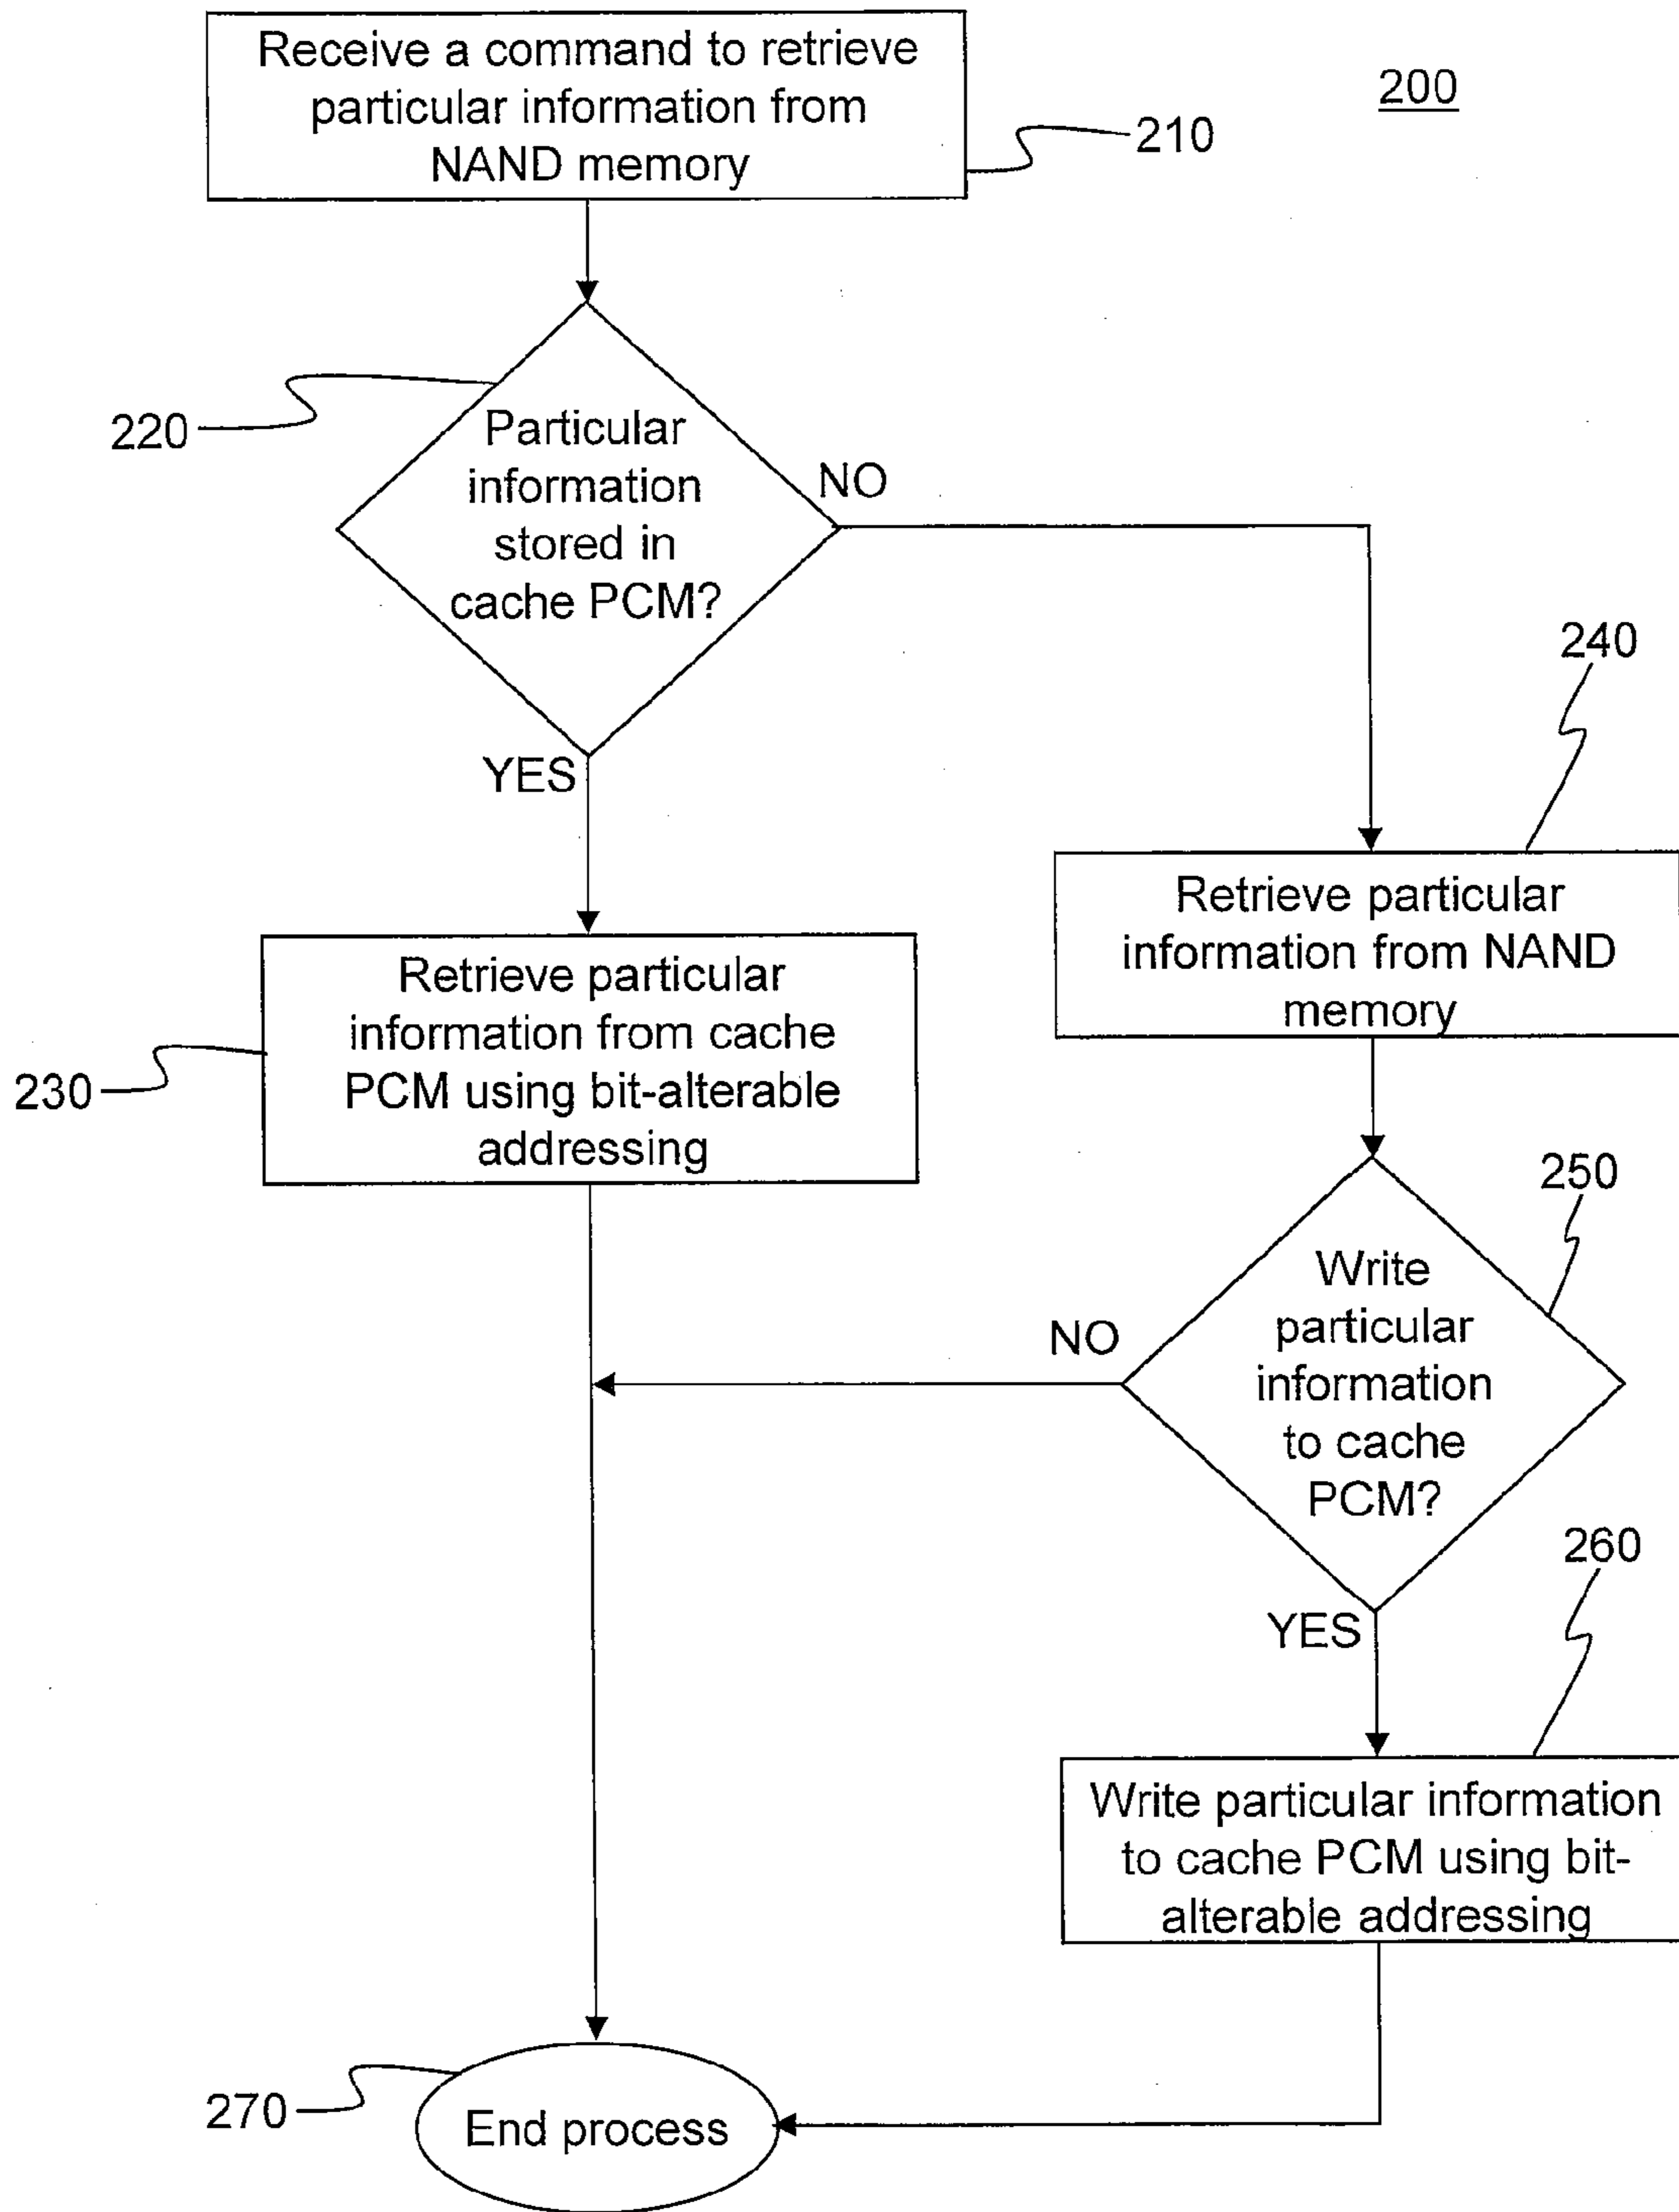 Receive a command to retrieve
particular information from
NAND memory
200
210
220
Particular
information
stored in
cache PCM?
NO
YES
240
Retrieve particular
information from NAND
memory
Retrieve particular
information from cache
PCM using bit-alterable
addressing
230
250
Write
particular
information
to cache
PCM?
NO
YES
260
Write particular information
to cache PCM using bit-
alterable addressing
270
End process